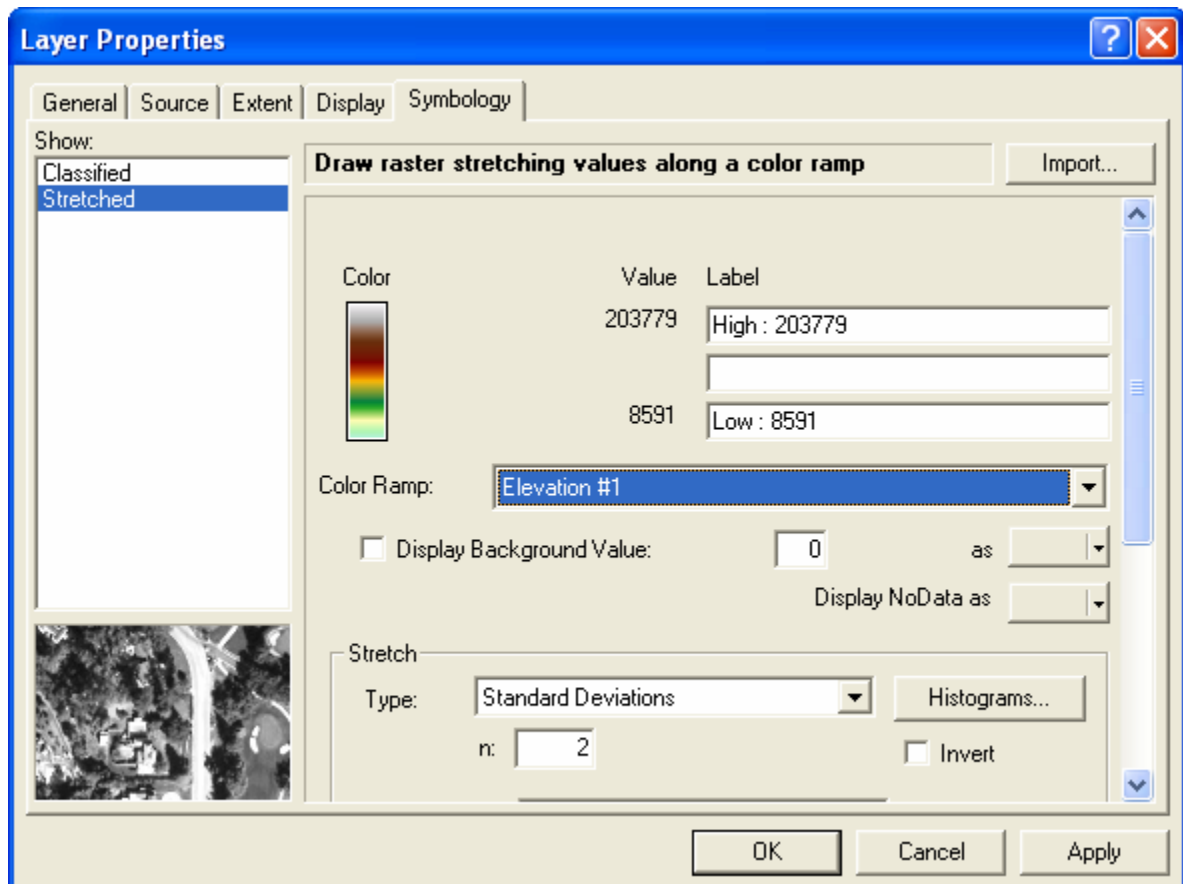 Layer Properties
General Source Extent Display Symbology
Show:
Classified
Stretched
Draw raster stretching values along a color ramp
Import...
Color Value Label
203779 High : 203779
8591 Low : 8591
Color Ramp: Elevation #1
Display Background Value: 0 as
Display NoData as
Stretch
Type: Standard Deviations Histograms...
n: 2 Invert
OK Cancel Apply